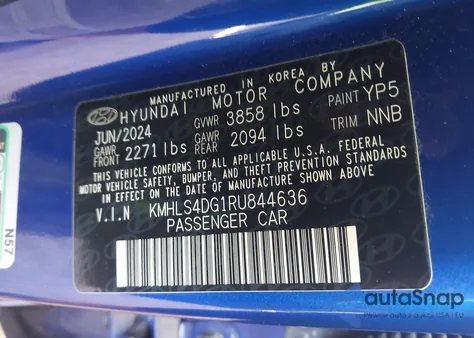 MANUFACTURED IN KOREA BY
HYUNDAI MOTOR COMPANY
JUN/2024 GVWR 3858 lbs PAINT YP5
GAWR FRONT 2271 lbs GAWR REAR 2094 lbs TRIM NNB
THIS VEHICLE CONFORMS TO ALL APPLICABLE U.S.A. FEDERAL
MOTOR VEHICLE SAFETY, BUMPER, AND THEFT PREVENTION
STANDARDS IN EFFECT ON THE DATE OF MANUFACTURE SHOWN ABOVE
V.I.N KMHLS4DG1RU844636
PASSENGER CAR
N57
autoSnap